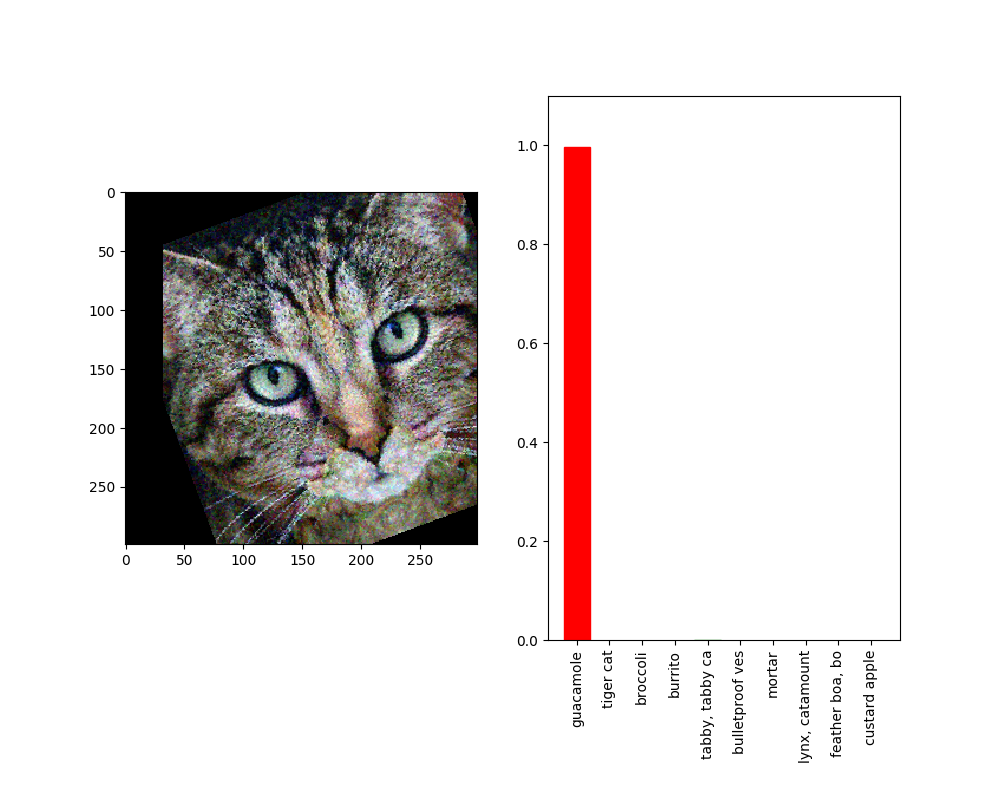 0
50
100
150
200
250
0 50 100 150 200 250
1.0
0.8
0.6
0.4
0.2
0.0
guacamole
tiger cat
broccoli
burrito
tabby, tabby ca
bulletproof ves
mortar
lynx, catamount
feather boa, bo
custard apple